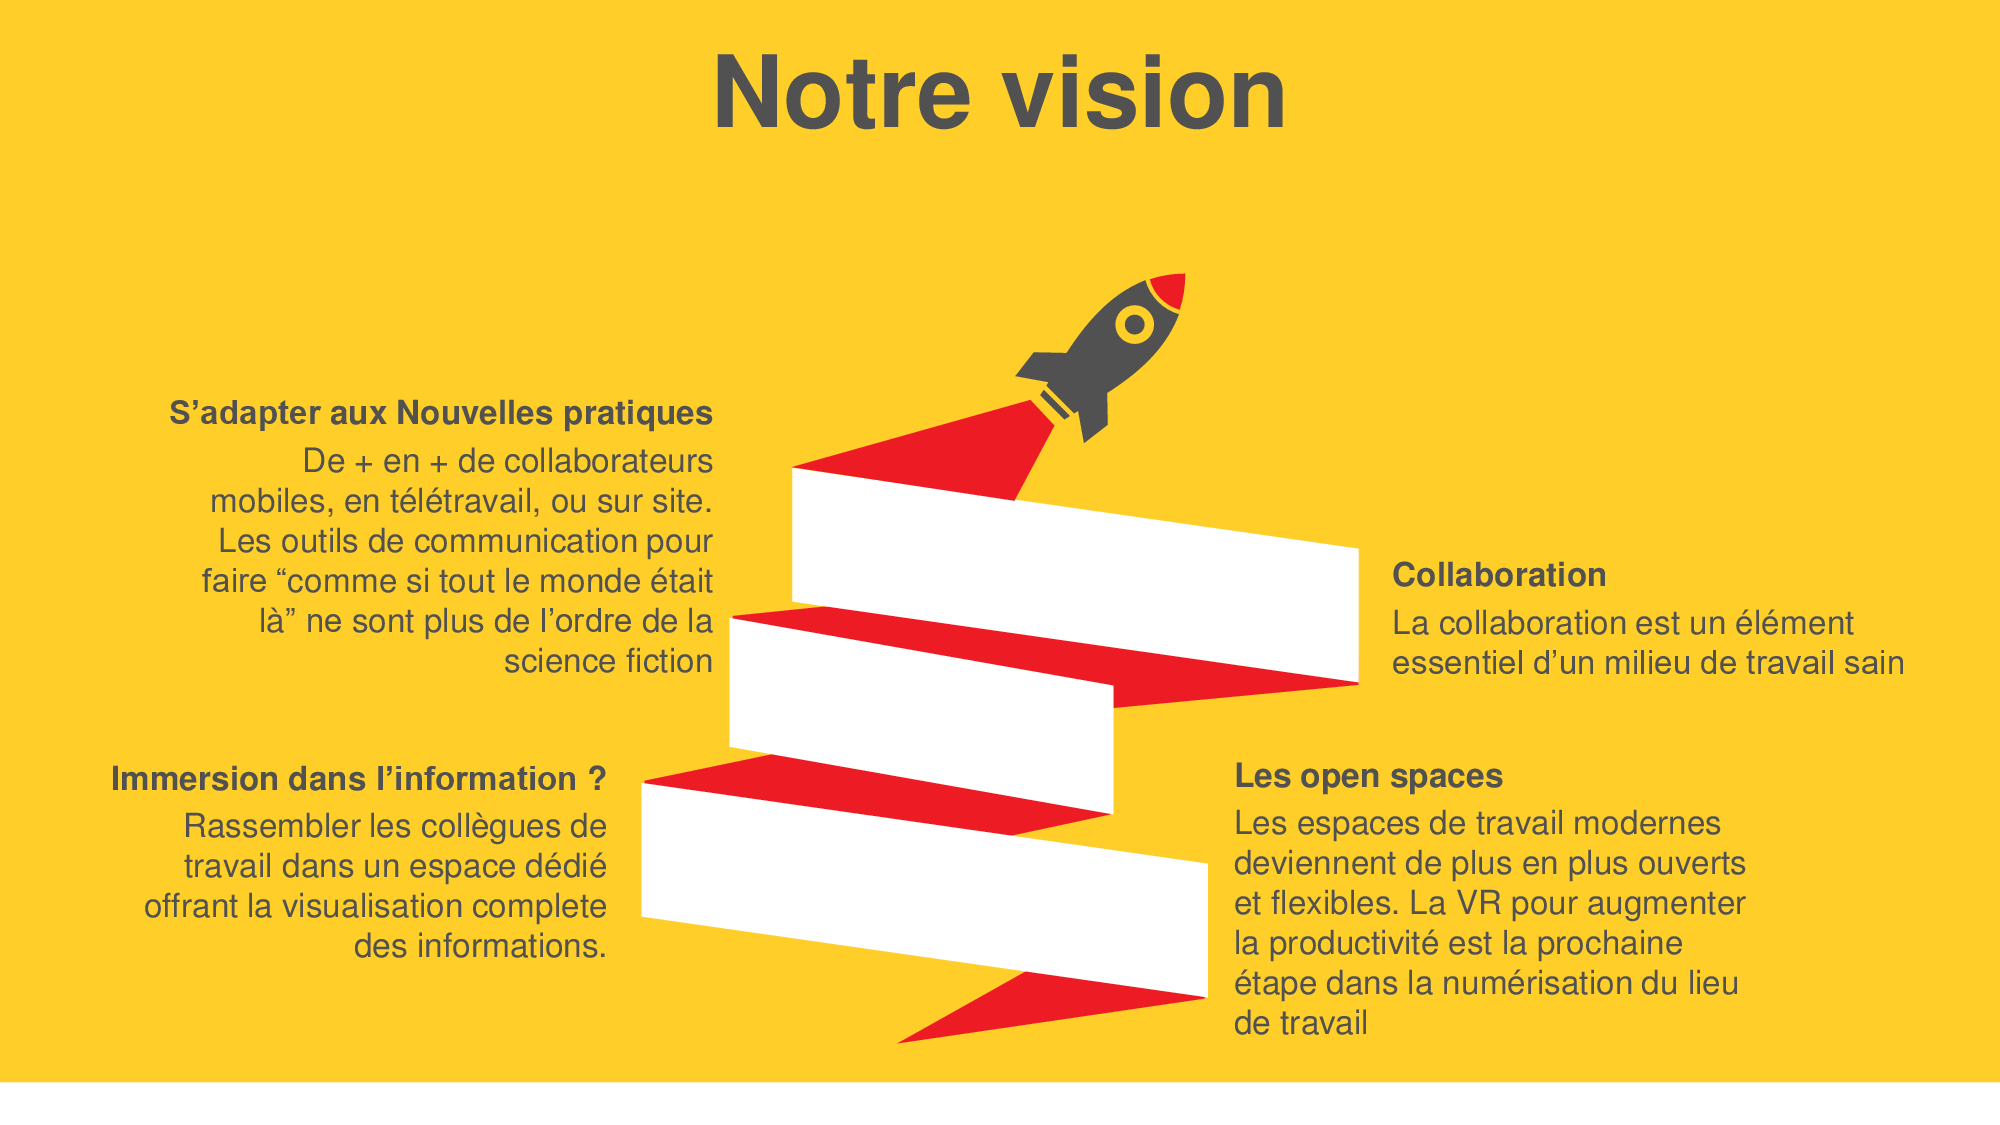 Notre vision
S’adapter aux Nouvelles pratiques
De + en + de collaborateurs
mobiles, en télétravail, ou sur site.
Les outils de communication pour
faire “comme si tout le monde était
là” ne sont plus de l’ordre de la
science fiction
Collaboration
La collaboration est un élément
essentiel d’un milieu de travail sain
Immersion dans l’information ?
Rassembler les collègues de
travail dans un espace dédié
offrant la visualisation complete
des informations.
Les open spaces
Les espaces de travail modernes
deviennent de plus en plus ouverts
et flexibles. La VR pour augmenter
la productivité est la prochaine
étape dans la numérisation du lieu
de travail